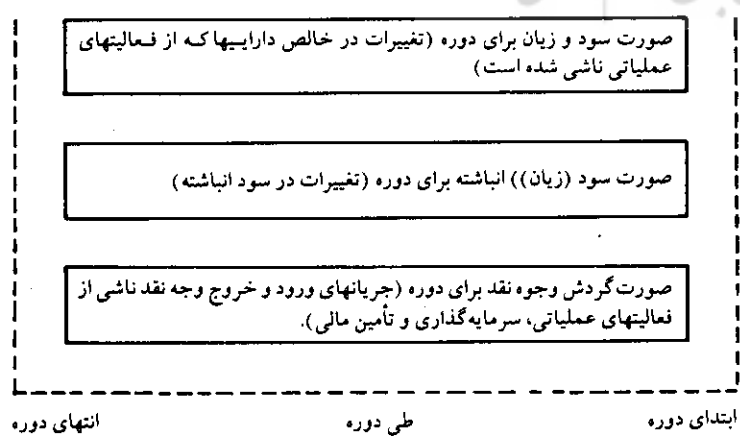 صورت سود و زیان برای دوره (تغییرات در خالص داراییها که از فعالیتهای
عملیاتی ناشی شده است)
صورت سود (زیان)) انباشته برای دوره (تغییرات در سود انباشته)
صورت گردش وجوه نقد برای دوره (جریانهای ورود و خروج وجه نقد ناشی از
فعالیتهای عملیاتی، سرمایه‌گذاری و تأمین مالی).
ابتدای دوره طی دوره انتهای دوره